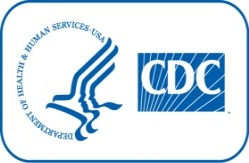 DEPARTMENT OF HEALTH & HUMAN SERVICES·USA
CDC